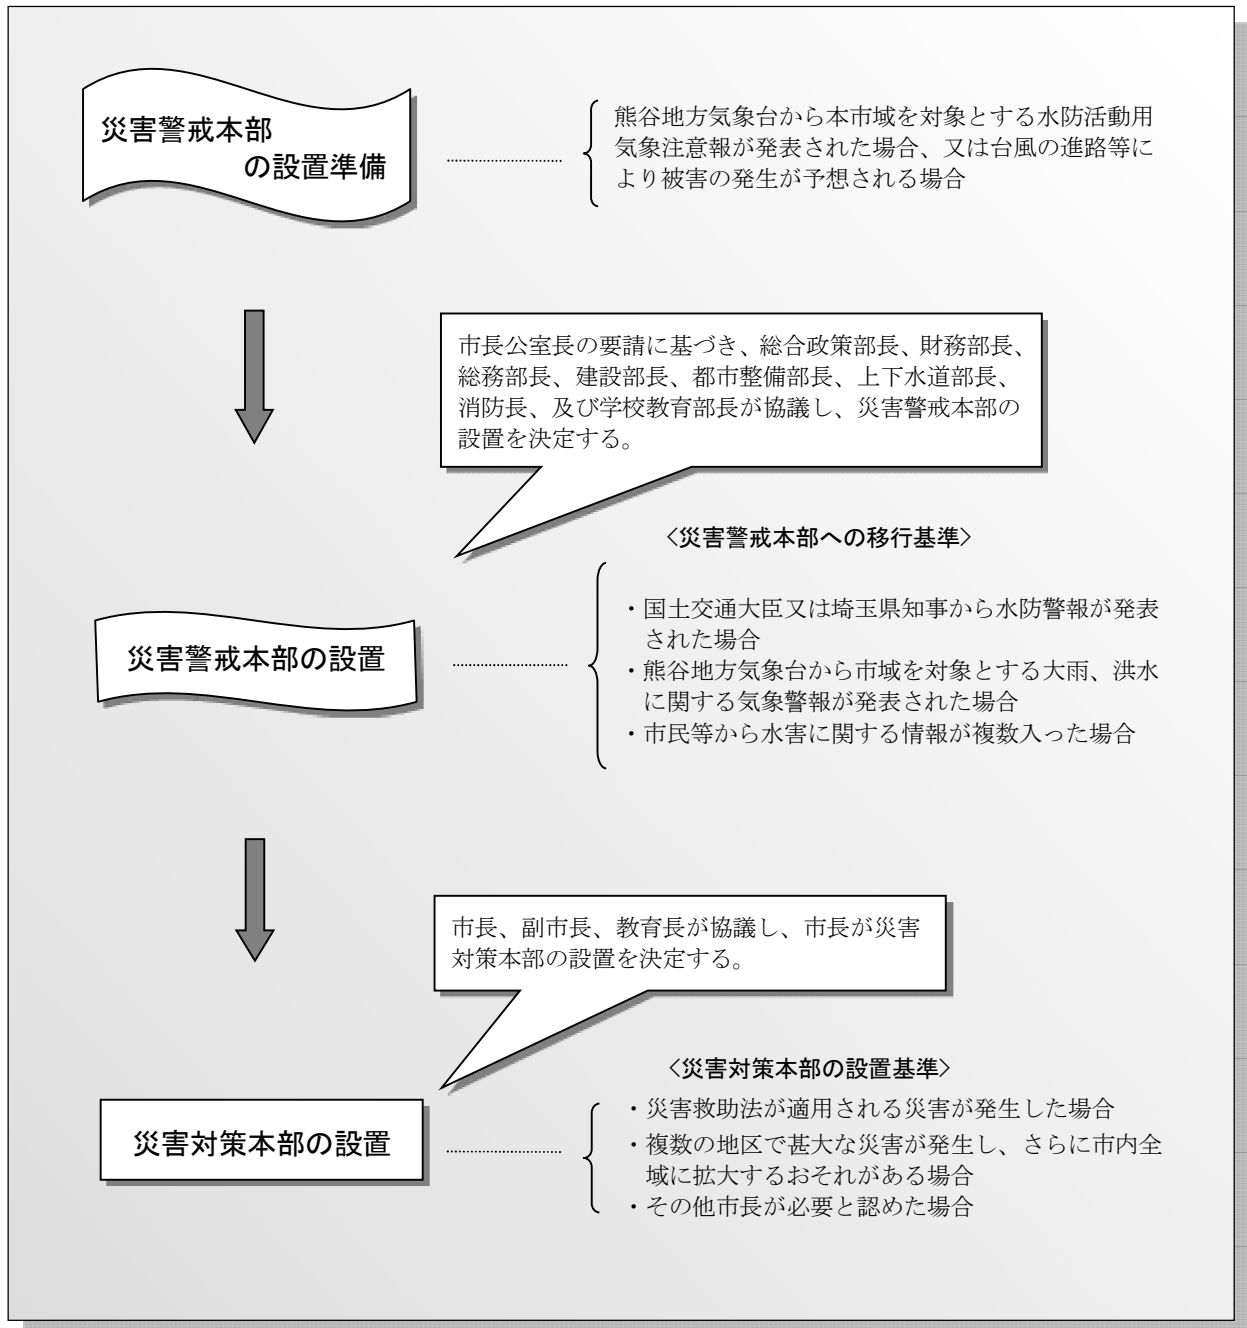 災害警戒本部
の設置準備
熊谷地方気象台から本市域を対象とする水防活動用
気象注意報が発表された場合、又は台風の進路等に
より被害の発生が予想される場合
市長公室長の要請に基づき、総合政策部長、財務部長、
総務部長、建設部長、都市整備部長、上下水道部長、
消防長、及び学校教育部長が協議し、災害警戒本部の
設置を決定する。
<災害警戒本部への移行基準>
災害警戒本部の設置
・国土交通大臣又は埼玉県知事から水防警報が発表
された場合
・熊谷地方気象台から市域を対象とする大雨、洪水
に関する気象警報が発表された場合
・市民等から水害に関する情報が複数入った場合
市長、副市長、教育長が協議し、市長が災害
対策本部の設置を決定する。
<災害対策本部の設置基準>
災害対策本部の設置
・災害救助法が適用される災害が発生した場合
・複数の地区で甚大な災害が発生し、さらに市内全
域に拡大するおそれがある場合
・その他市長が必要と認めた場合